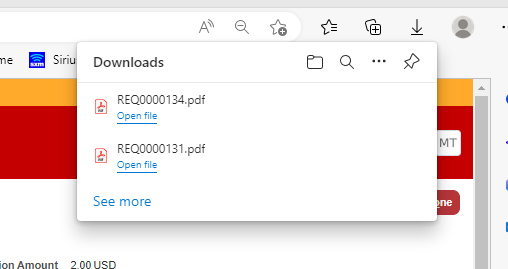 me
sxm
Siriu
Downloads
REQ0000134.pdf
Open file
REQ0000131.pdf
Open file
MT
See more
one
ion Amount 2.00 USD